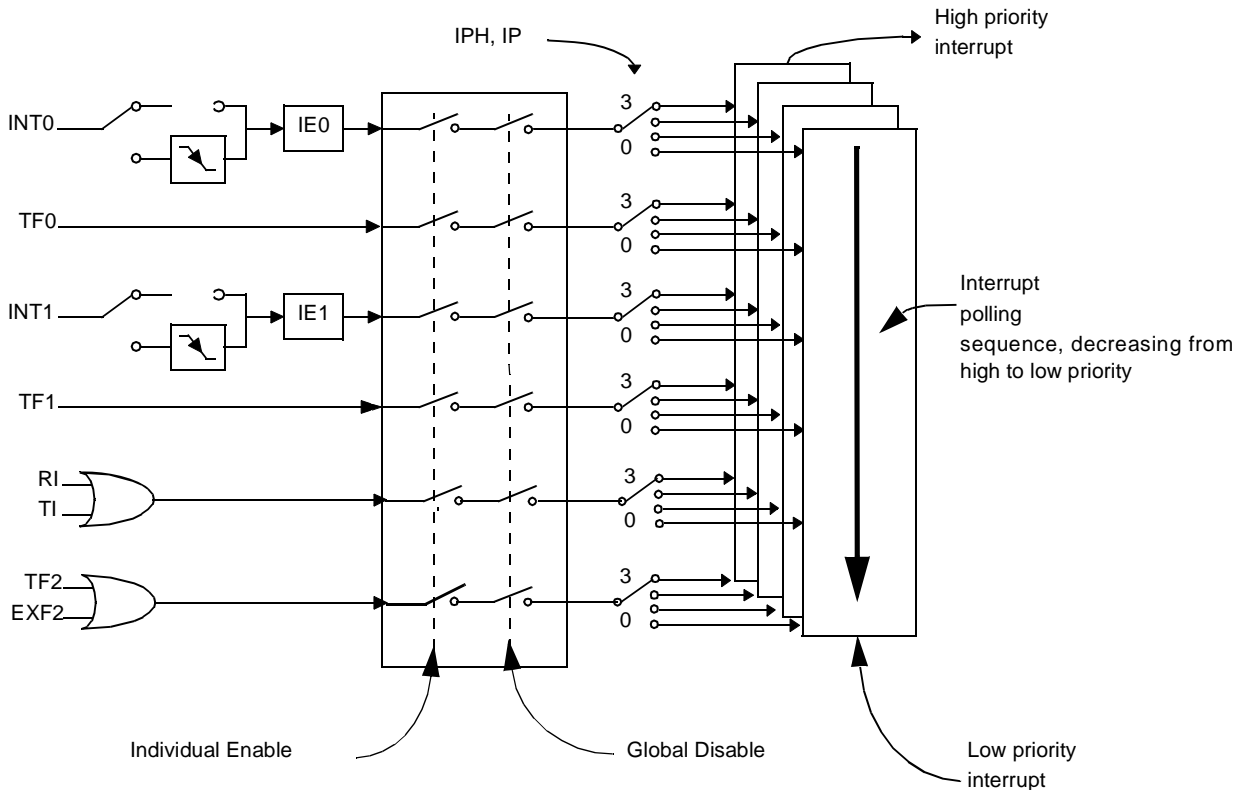 High priority
interrupt
IPH, IP
INT0
IE0
3
0
TF0
3
0
INT1
IE1
3
0
Interrupt
polling
sequence, decreasing from
high to low priority
TF1
3
0
RI
TI
3
0
TF2
EXF2
3
0
Individual Enable
Global Disable
Low priority
interrupt